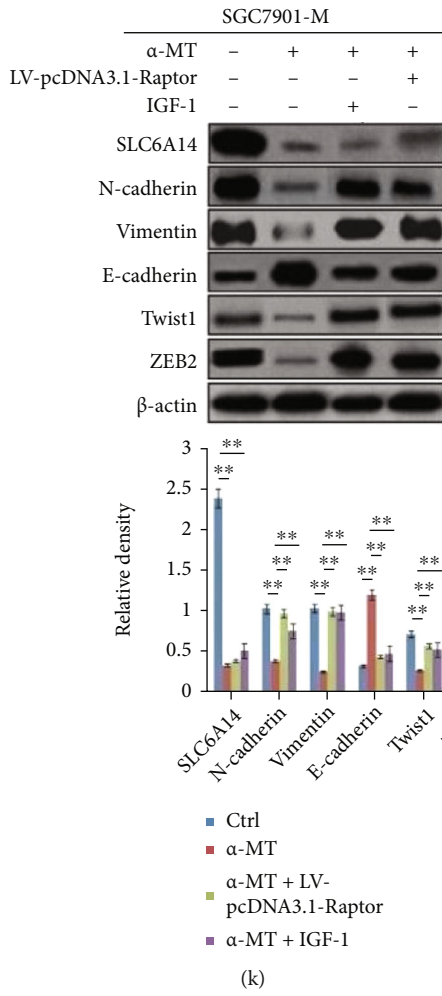 SGC7901-M
α-MT – + + +
LV-pcDNA3.1-Raptor – – – +
IGF-1 – – + –
SLC6A14
N-cadherin
Vimentin
E-cadherin
Twist1
ZEB2
β-actin
Relative density
3
2.5
2
1.5
1
0.5
0
** **
** ** **
** ** **
** ** **
** ** **
SLC6A14
N-cadherin
Vimentin
E-cadherin
Twist1
Ctrl
α-MT
α-MT + LV-
pcDNA3.1-Raptor
α-MT + IGF-1
(k)